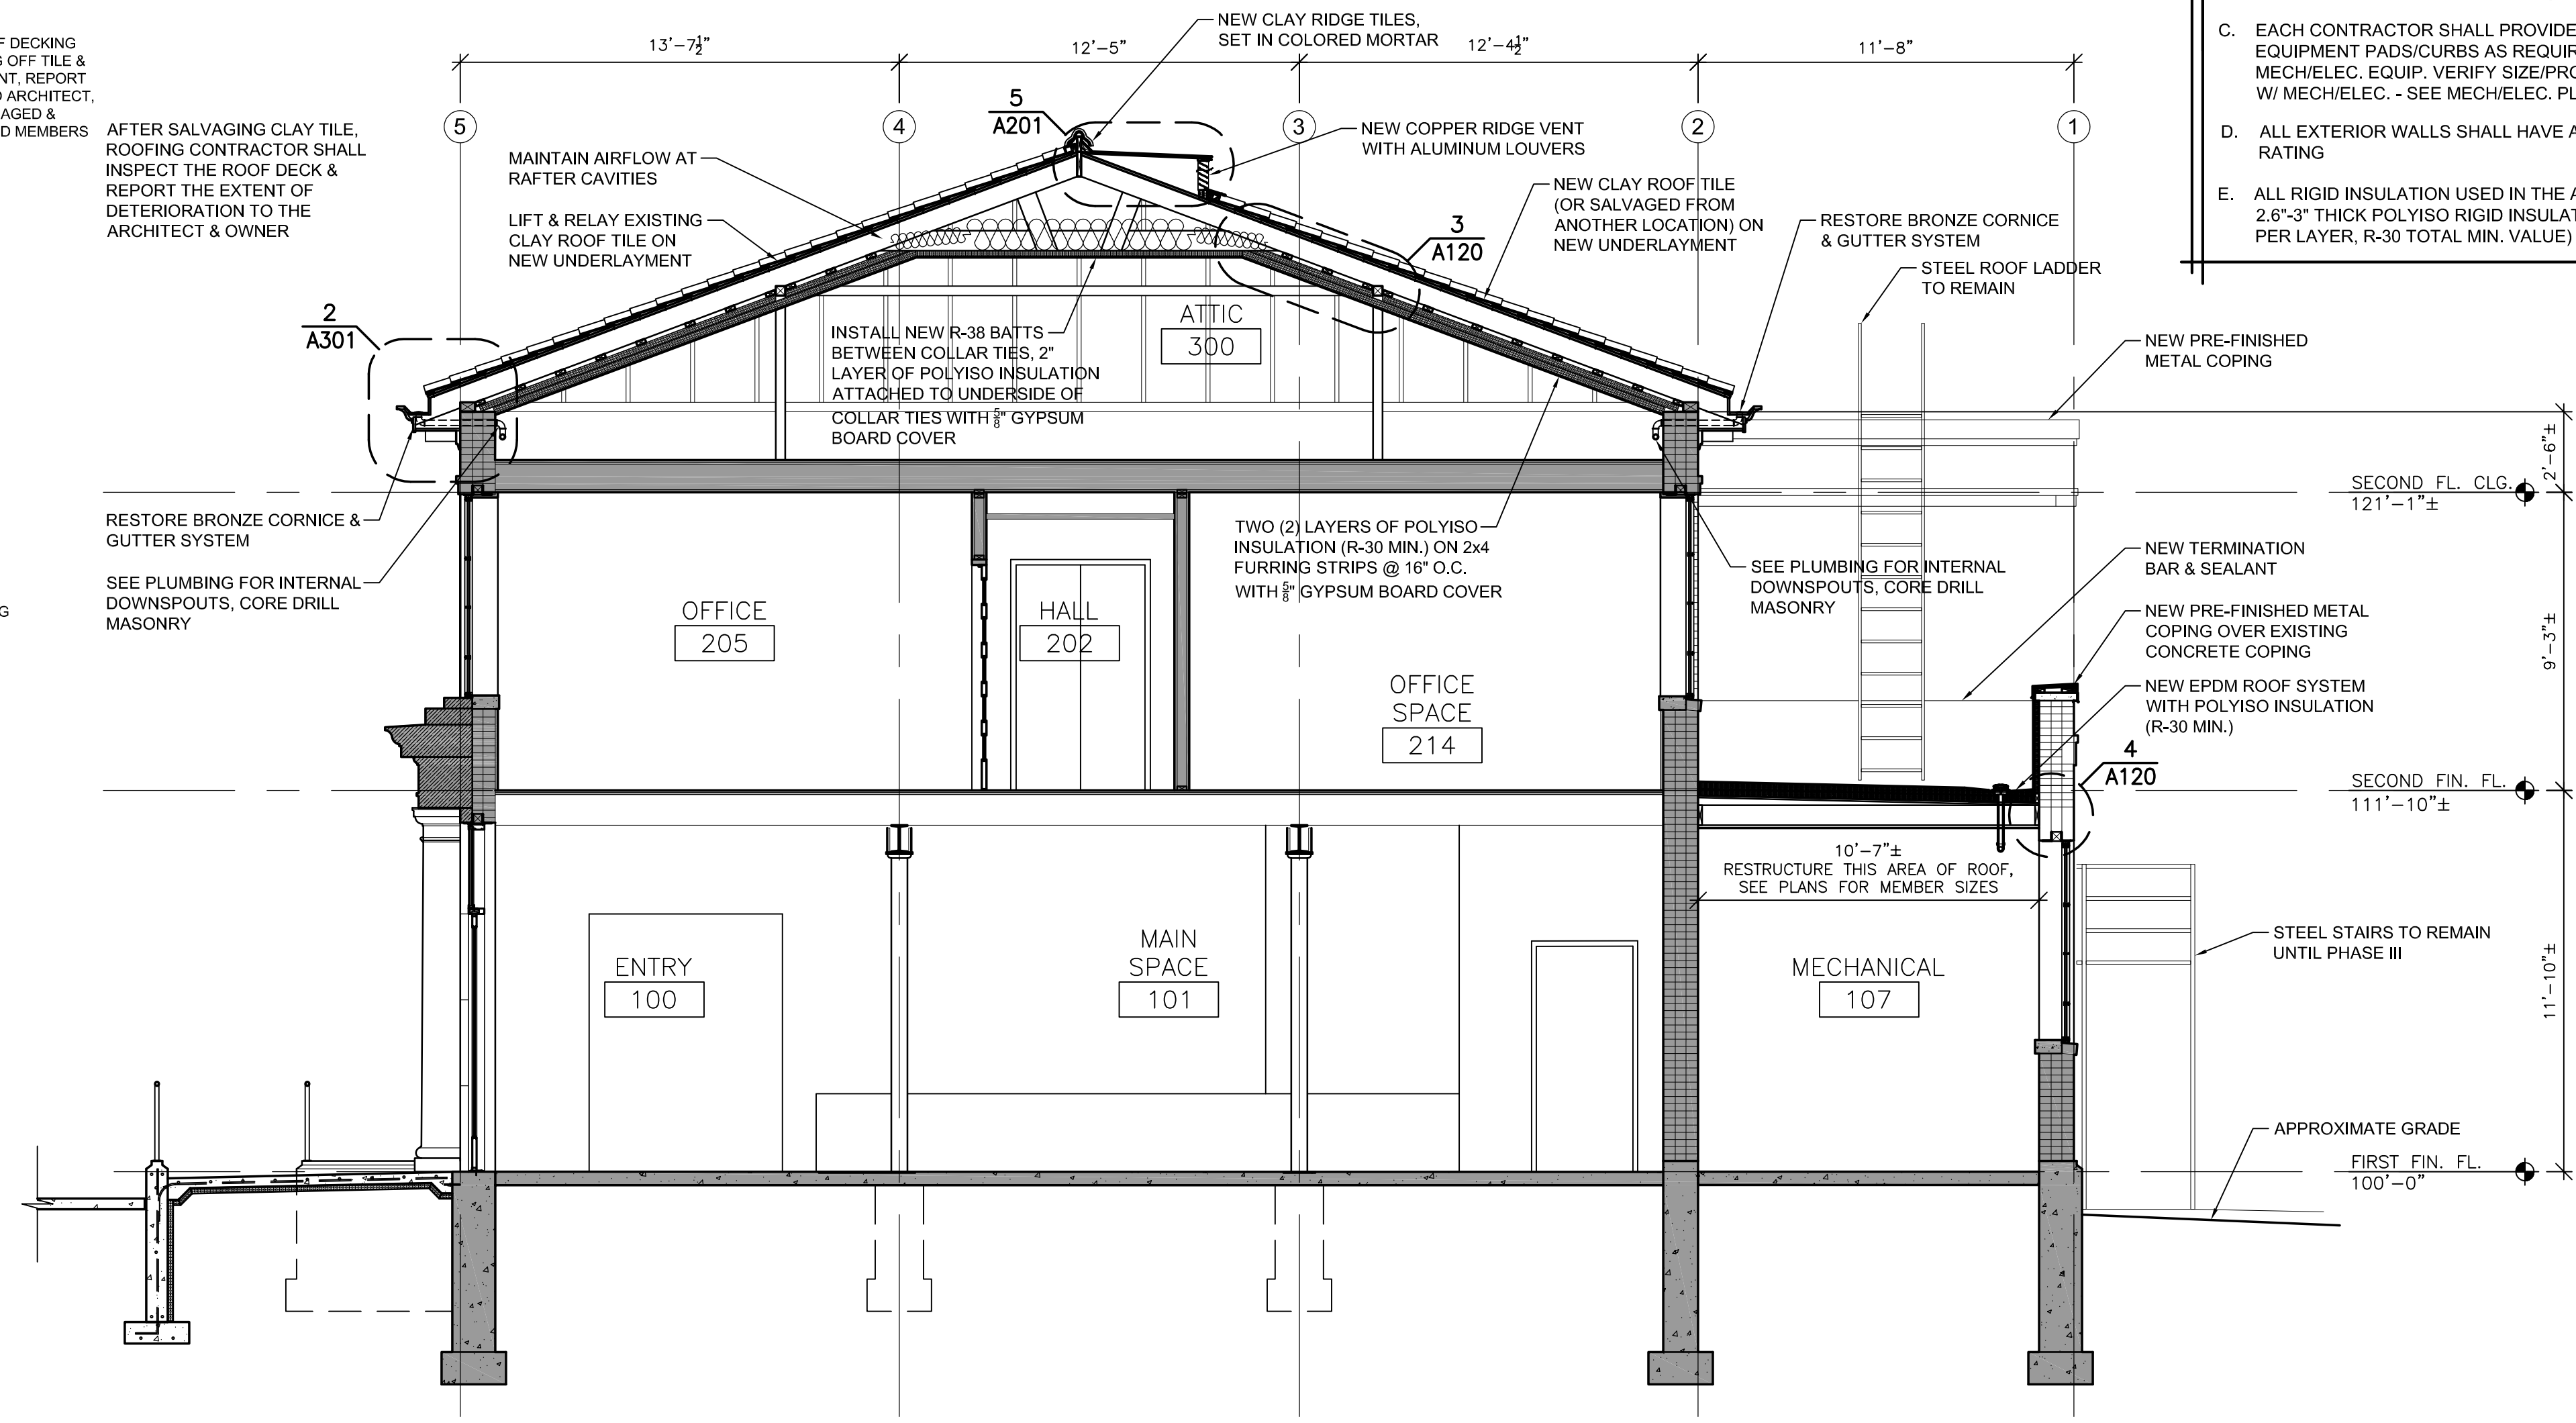 F DECKING
G OFF TILE &
NT, REPORT
O ARCHITECT,
AGED &
D MEMBERS
AFTER SALVAGING CLAY TILE,
ROOFING CONTRACTOR SHALL
INSPECT THE ROOF DECK &
REPORT THE EXTENT OF
DETERIORATION TO THE
ARCHITECT & OWNER
13'-7½"
12'-5"
12'-4½"
11'-8"
NEW CLAY RIDGE TILES,
SET IN COLORED MORTAR
5
4
3
2
1
5
A201
MAINTAIN AIRFLOW AT
RAFTER CAVITIES
LIFT & RELAY EXISTING
CLAY ROOF TILE ON
NEW UNDERLAYMENT
NEW COPPER RIDGE VENT
WITH ALUMINUM LOUVERS
NEW CLAY ROOF TILE
(OR SALVAGED FROM
ANOTHER LOCATION) ON
NEW UNDERLAYMENT
3
A120
RESTORE BRONZE CORNICE
& GUTTER SYSTEM
STEEL ROOF LADDER
TO REMAIN
C. EACH CONTRACTOR SHALL PROVIDE
EQUIPMENT PADS/CURBS AS REQUIR
MECH/ELEC. EQUIP. VERIFY SIZE/PRO
W/ MECH/ELEC. - SEE MECH/ELEC. PL
D. ALL EXTERIOR WALLS SHALL HAVE A
RATING
E. ALL RIGID INSULATION USED IN THE A
2.6"-3" THICK POLYISO RIGID INSULAT
PER LAYER, R-30 TOTAL MIN. VALUE)
2
A301
INSTALL NEW R-38 BATTS
BETWEEN COLLAR TIES, 2"
LAYER OF POLYISO INSULATION
ATTACHED TO UNDERSIDE OF
COLLAR TIES WITH ⅝" GYPSUM
BOARD COVER
ATTIC
300
NEW PRE-FINISHED
METAL COPING
2'-6"±
SECOND FL. CLG.
121'-1"±
RESTORE BRONZE CORNICE &
GUTTER SYSTEM
SEE PLUMBING FOR INTERNAL
DOWNSPOUTS, CORE DRILL
MASONRY
G
TWO (2) LAYERS OF POLYISO
INSULATION (R-30 MIN.) ON 2x4
FURRING STRIPS @ 16" O.C.
WITH ⅝" GYPSUM BOARD COVER
SEE PLUMBING FOR INTERNAL
DOWNSPOUTS, CORE DRILL
MASONRY
NEW TERMINATION
BAR & SEALANT
NEW PRE-FINISHED METAL
COPING OVER EXISTING
CONCRETE COPING
NEW EPDM ROOF SYSTEM
WITH POLYISO INSULATION
(R-30 MIN.)
9'-3"±
OFFICE
205
HALL
202
OFFICE
SPACE
214
4
A120
SECOND FIN. FL.
111'-10"±
10'-7"±
RESTRUCTURE THIS AREA OF ROOF,
SEE PLANS FOR MEMBER SIZES
ENTRY
100
MAIN
SPACE
101
MECHANICAL
107
STEEL STAIRS TO REMAIN
UNTIL PHASE III
11'-10"±
APPROXIMATE GRADE
FIRST FIN. FL.
100'-0"